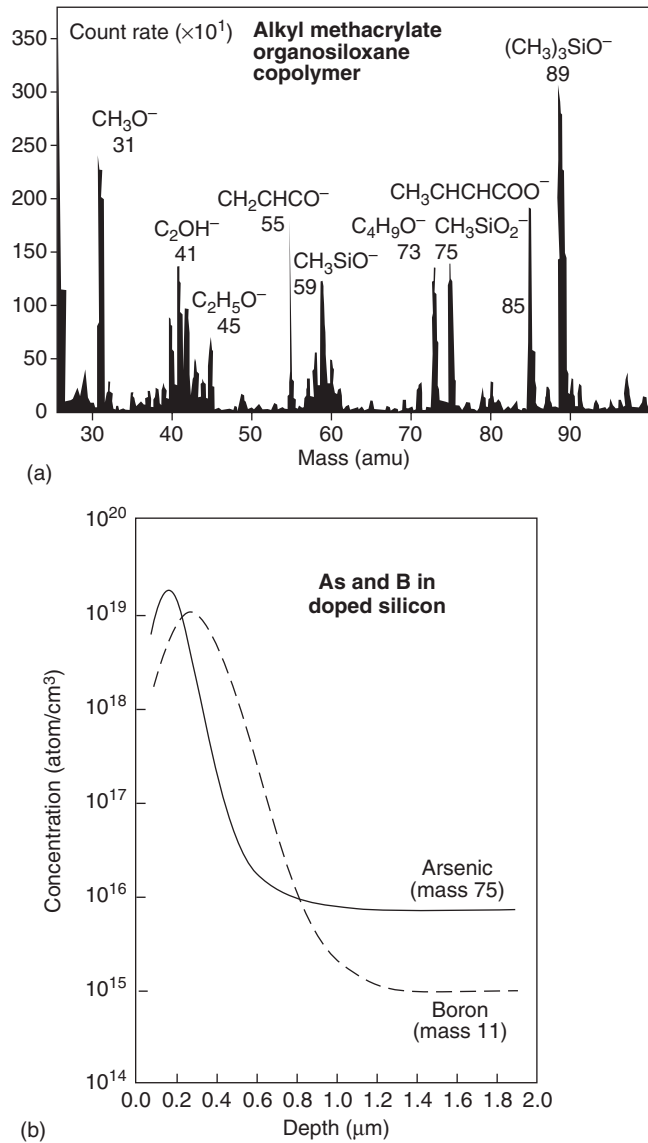 Count rate (×10¹)
Alkyl methacrylate
organosiloxane
copolymer
(CH₃)₃SiO⁻
89
350
300
250
200
150
100
50
0
CH₃O⁻
31
C₂OH⁻
41
C₂H₅O⁻
45
CH₂CHCO⁻
55
CH₃SiO⁻
59
C₄H₉O⁻
73
CH₃SiO₂⁻
75
CH₃CHCHCOO⁻
85
30 40 50 60 70 80 90
Mass (amu)
(a)
As and B in
doped silicon
Concentration (atom/cm³)
10²⁰
10¹⁹
10¹⁸
10¹⁷
10¹⁶
10¹⁵
10¹⁴
Arsenic
(mass 75)
Boron
(mass 11)
0.0 0.2 0.4 0.6 0.8 1.0 1.2 1.4 1.6 1.8 2.0
Depth (μm)
(b)